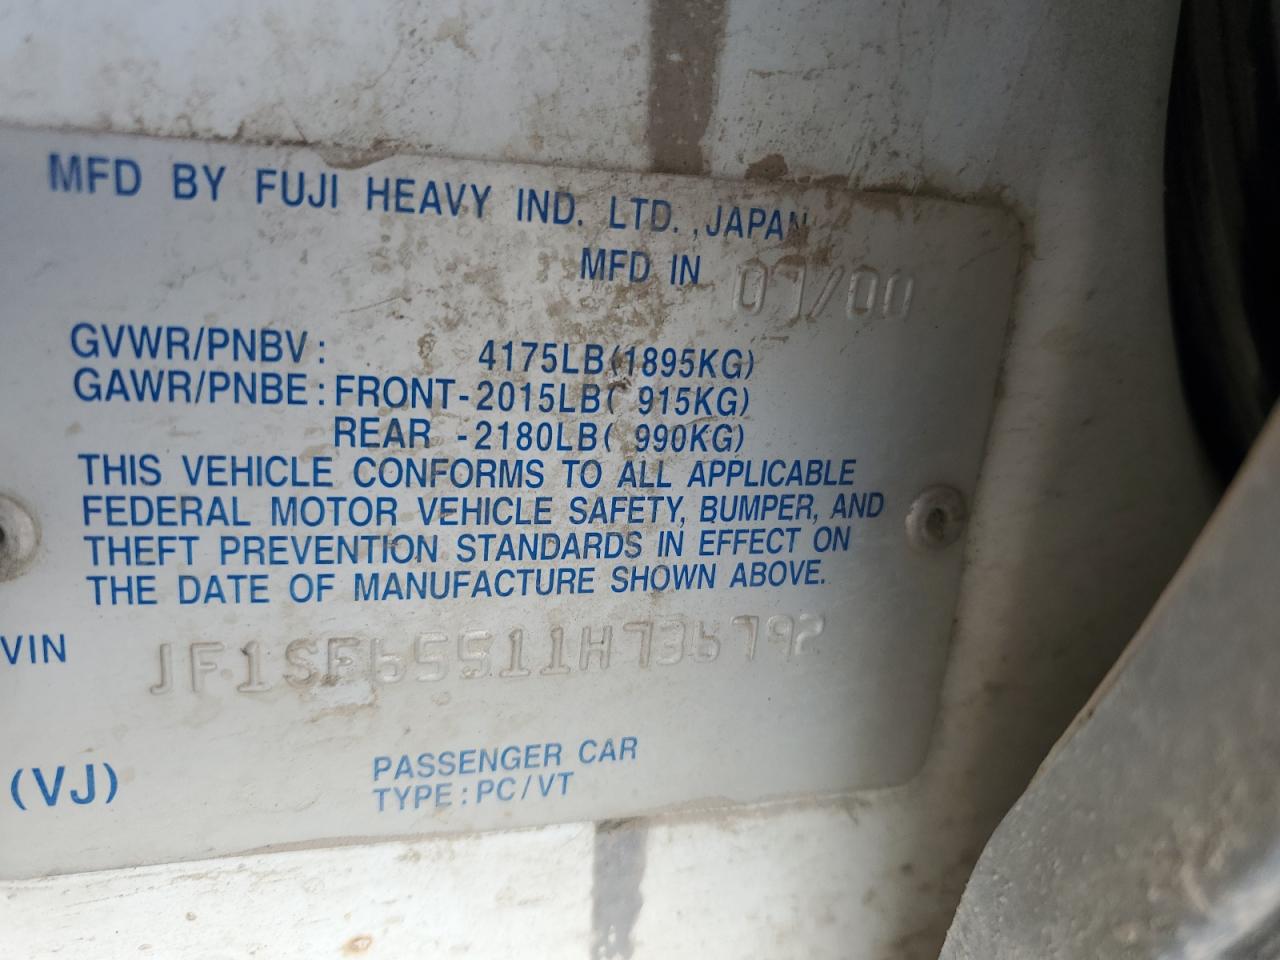 MFD BY FUJI HEAVY IND. LTD., JAPAN
MFD IN 07/00
GVWR/PNBV: 4175LB(1895KG)
GAWR/PNBE: FRONT-2015LB( 915KG)
REAR -2180LB( 990KG)
THIS VEHICLE CONFORMS TO ALL APPLICABLE
FEDERAL MOTOR VEHICLE SAFETY, BUMPER, AND
THEFT PREVENTION STANDARDS IN EFFECT ON
THE DATE OF MANUFACTURE SHOWN ABOVE.
VIN JF1SF65511H736792
(VJ) PASSENGER CAR
TYPE: PC/VT